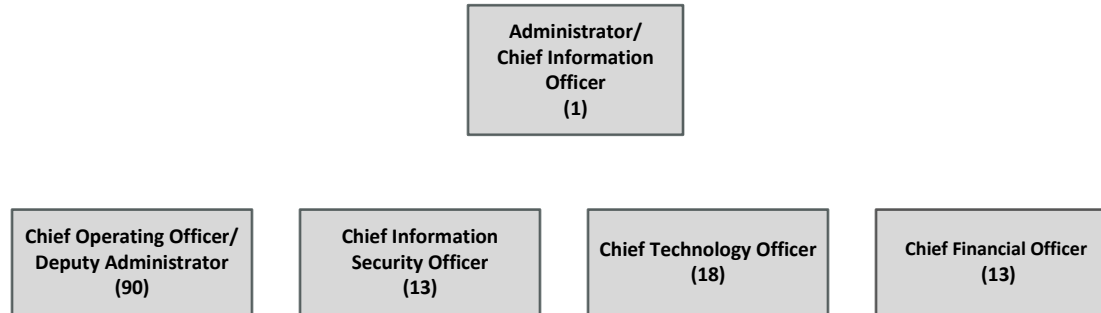 Administrator/
Chief Information
Officer
(1)
Chief Operating Officer/
Deputy Administrator
(90)
Chief Information
Security Officer
(13)
Chief Technology Officer
(18)
Chief Financial Officer
(13)